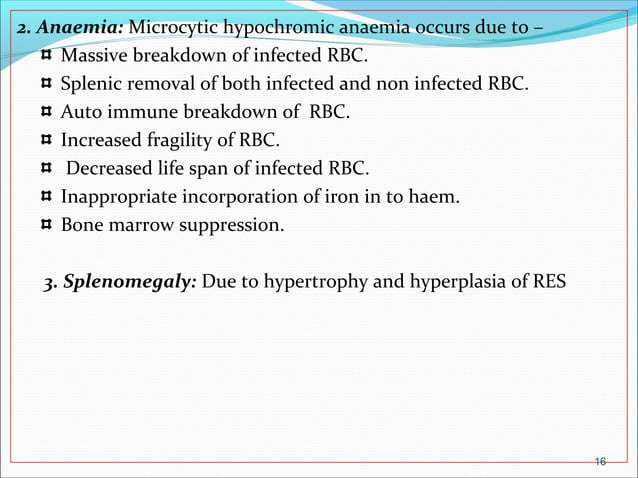 2. Anaemia: Microcytic hypochromic anaemia occurs due to –
¤ Massive breakdown of infected RBC.
¤ Splenic removal of both infected and non infected RBC.
¤ Auto immune breakdown of RBC.
¤ Increased fragility of RBC.
¤ Decreased life span of infected RBC.
¤ Inappropriate incorporation of iron in to haem.
¤ Bone marrow suppression.
3. Splenomegaly: Due to hypertrophy and hyperplasia of RES
16